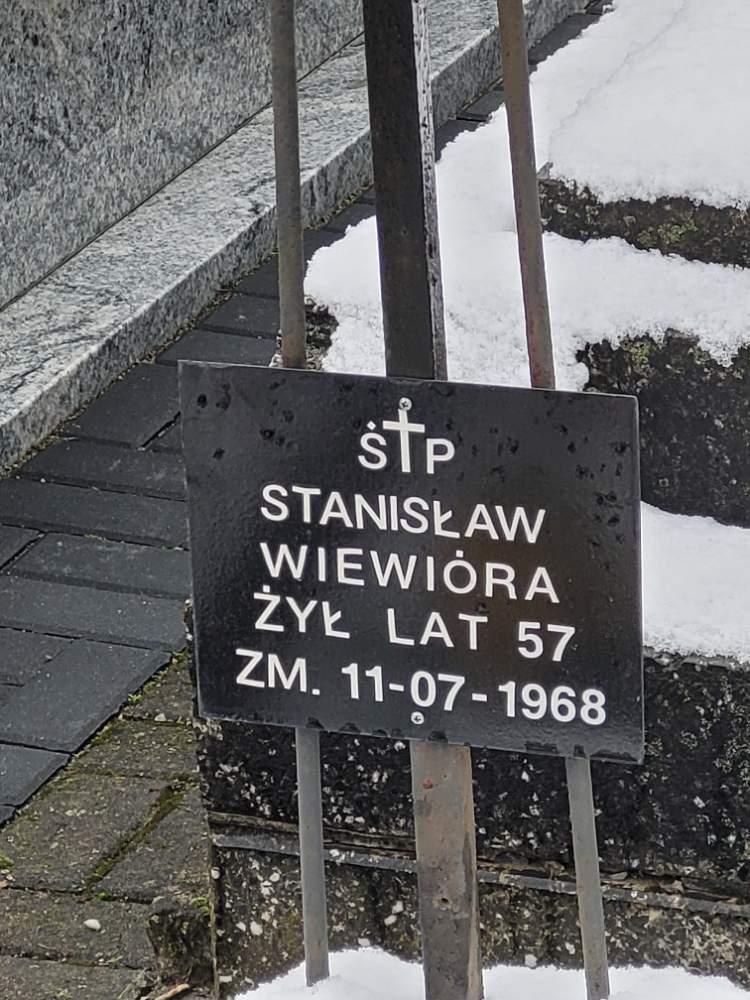 Ś†P
STANISŁAW
WIEWIÓRA
ŻYŁ LAT 57
ZM. 11-07-1968